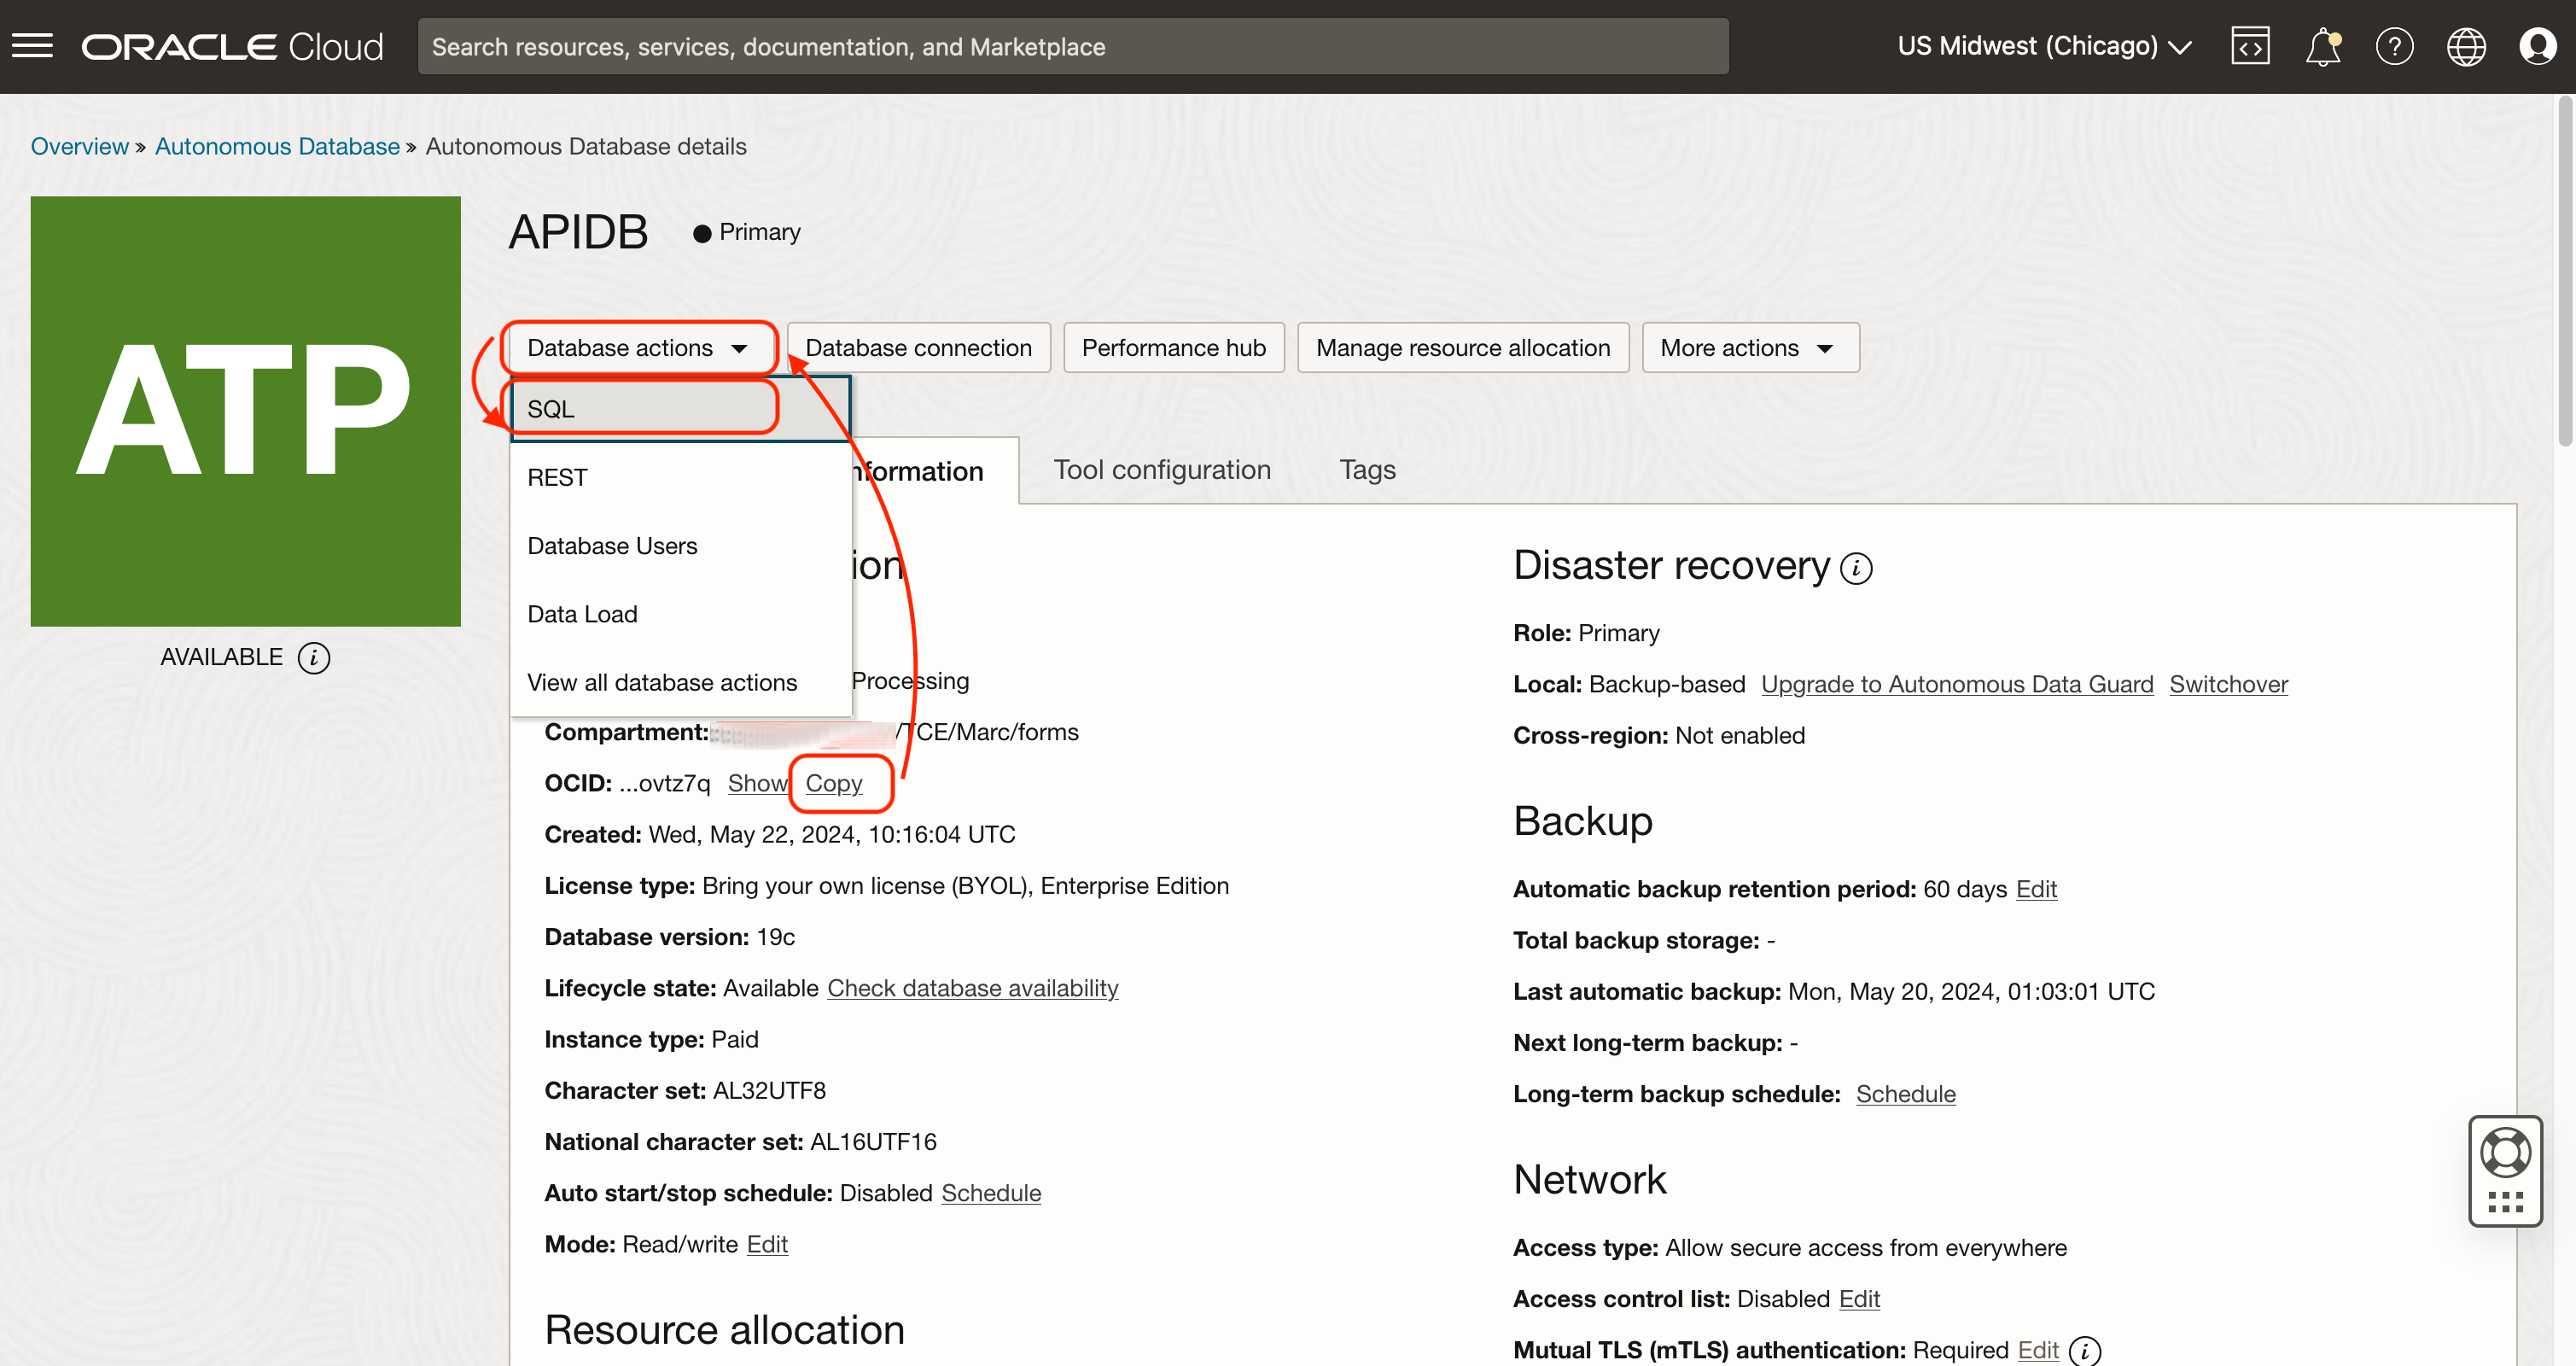 ORACLE Cloud
Search resources, services, documentation, and Marketplace
US Midwest (Chicago)
Overview » Autonomous Database » Autonomous Database details
ATP
AVAILABLE
APIDB
Primary
Database actions
Database connection
Performance hub
Manage resource allocation
More actions
SQL
REST
Database Users
Data Load
View all database actions
Tool configuration
Tags
Processing
Compartment: /TCE/Marc/forms
OCID: ...ovtz7q Show Copy
Created: Wed, May 22, 2024, 10:16:04 UTC
License type: Bring your own license (BYOL), Enterprise Edition
Database version: 19c
Lifecycle state: Available Check database availability
Instance type: Paid
Character set: AL32UTF8
National character set: AL16UTF16
Auto start/stop schedule: Disabled Schedule
Mode: Read/write Edit
Resource allocation
Disaster recovery
Role: Primary
Local: Backup-based Upgrade to Autonomous Data Guard Switchover
Cross-region: Not enabled
Backup
Automatic backup retention period: 60 days Edit
Total backup storage: -
Last automatic backup: Mon, May 20, 2024, 01:03:01 UTC
Next long-term backup: -
Long-term backup schedule: Schedule
Network
Access type: Allow secure access from everywhere
Access control list: Disabled Edit
Mutual TLS (mTLS) authentication: Required Edit